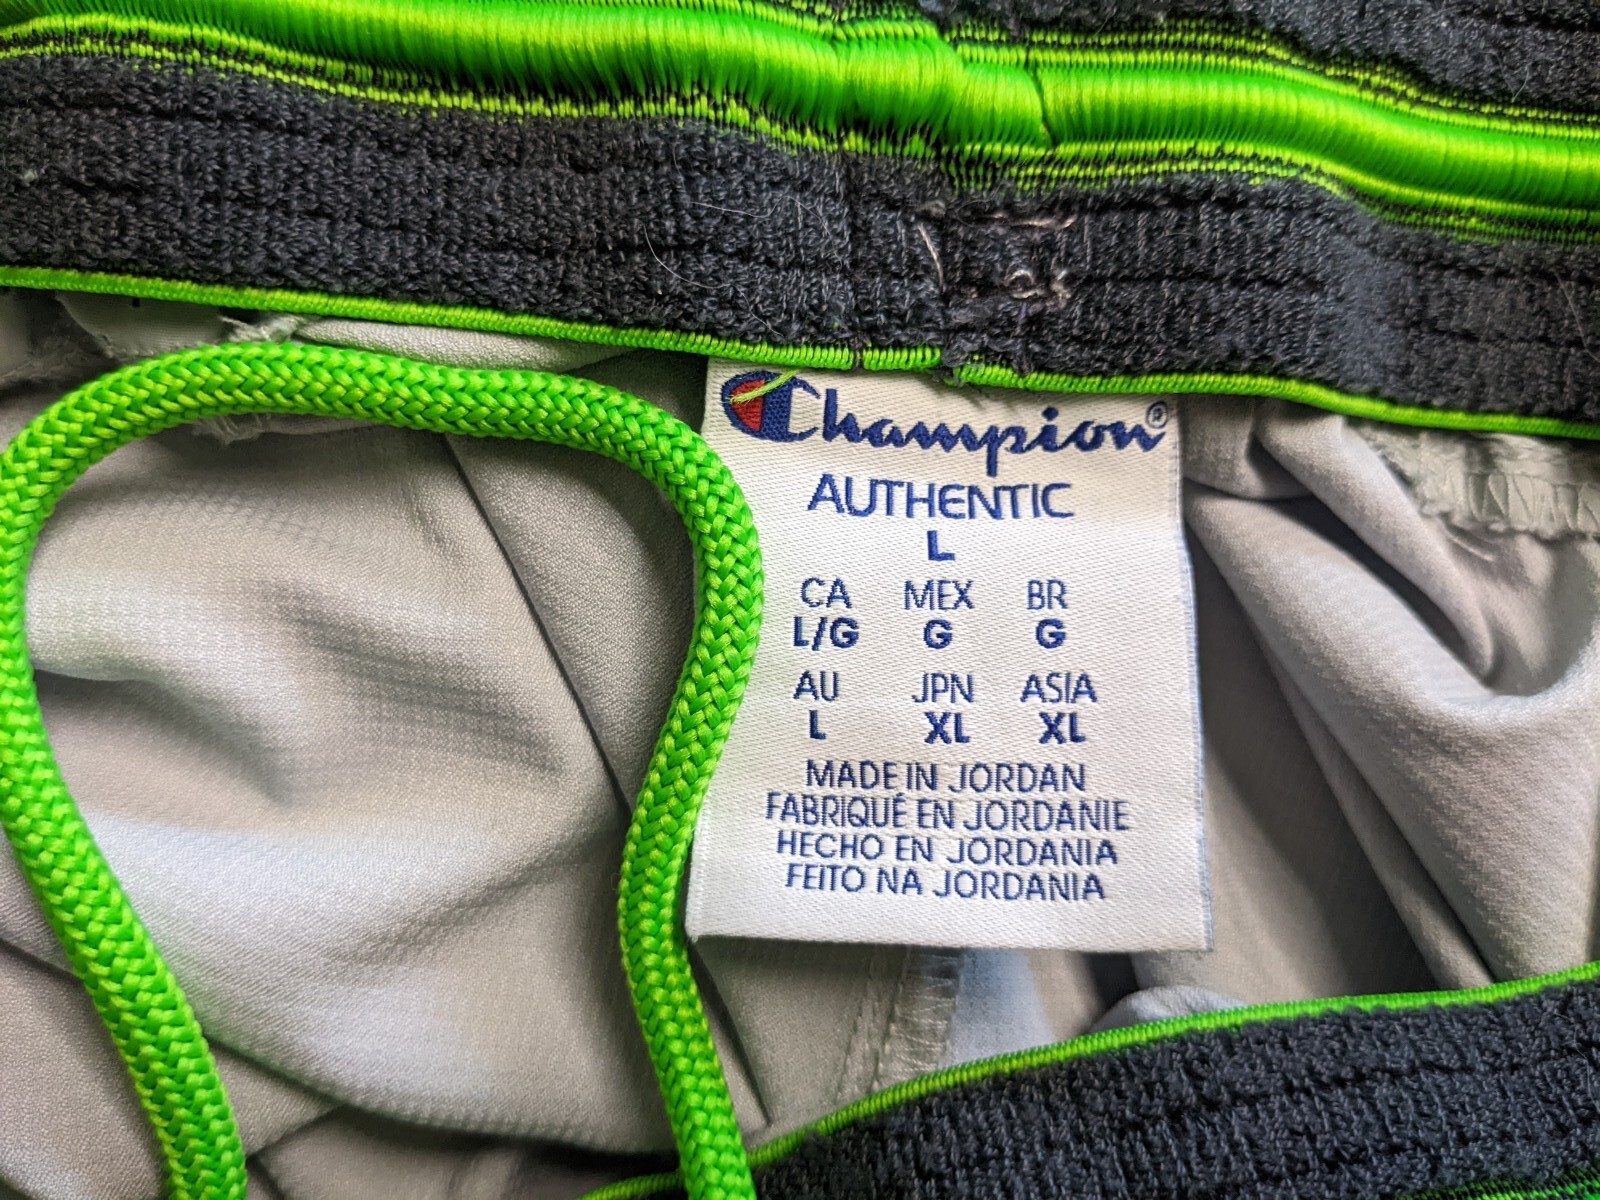 Champion®
AUTHENTIC
L
CA MEX BR
L/G G G
AU JPN ASIA
L XL XL
MADE IN JORDAN
FABRIQUÉ EN JORDANIE
HECHO EN JORDANIA
FEITO NA JORDANIA